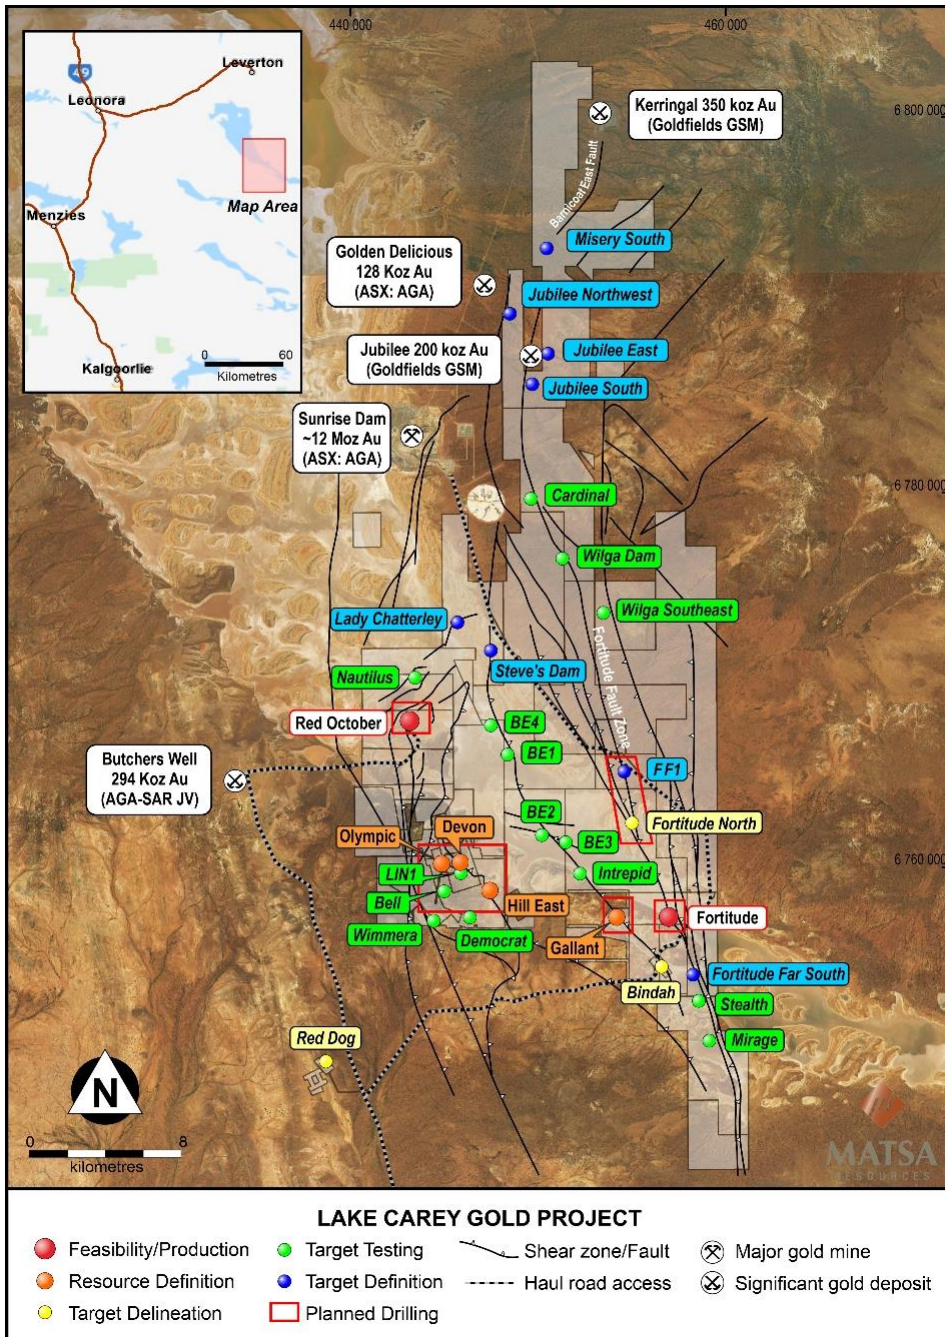 440 000
460 000
6 800 000
6 780 000
6 760 000
49
Leverton
Leonora
Menzies
Map Area
Kalgoorlie
0 60
Kilometres
Kerringal 350 koz Au
(Goldfields GSM)
Barnicoat East Fault
Misery South
Golden Delicious
128 Koz Au
(ASX: AGA)
Jubilee Northwest
Jubilee 200 koz Au
(Goldfields GSM)
Jubilee East
Jubilee South
Sunrise Dam
~12 Moz Au
(ASX: AGA)
Cardinal
Wilga Dam
Wilga Southeast
Lady Chatterley
Steve's Dam
Fortitude Fault Zone
Nautilus
Red October
BE4
BE1
Butchers Well
294 Koz Au
(AGA-SAR JV)
FF1
BE2
Fortitude North
Devon
Olympic
BE3
LIN1
Intrepid
Bell
Hill East
Wimmera
Democrat
Gallant
Fortitude
Bindah
Fortitude Far South
Stealth
Red Dog
Mirage
N
0 8
kilometres
MATSA
RESOURCES
LAKE CAREY GOLD PROJECT
Feasibility/Production
Target Testing
Shear zone/Fault
Major gold mine
Resource Definition
Target Definition
Haul road access
Significant gold deposit
Target Delineation
Planned Drilling